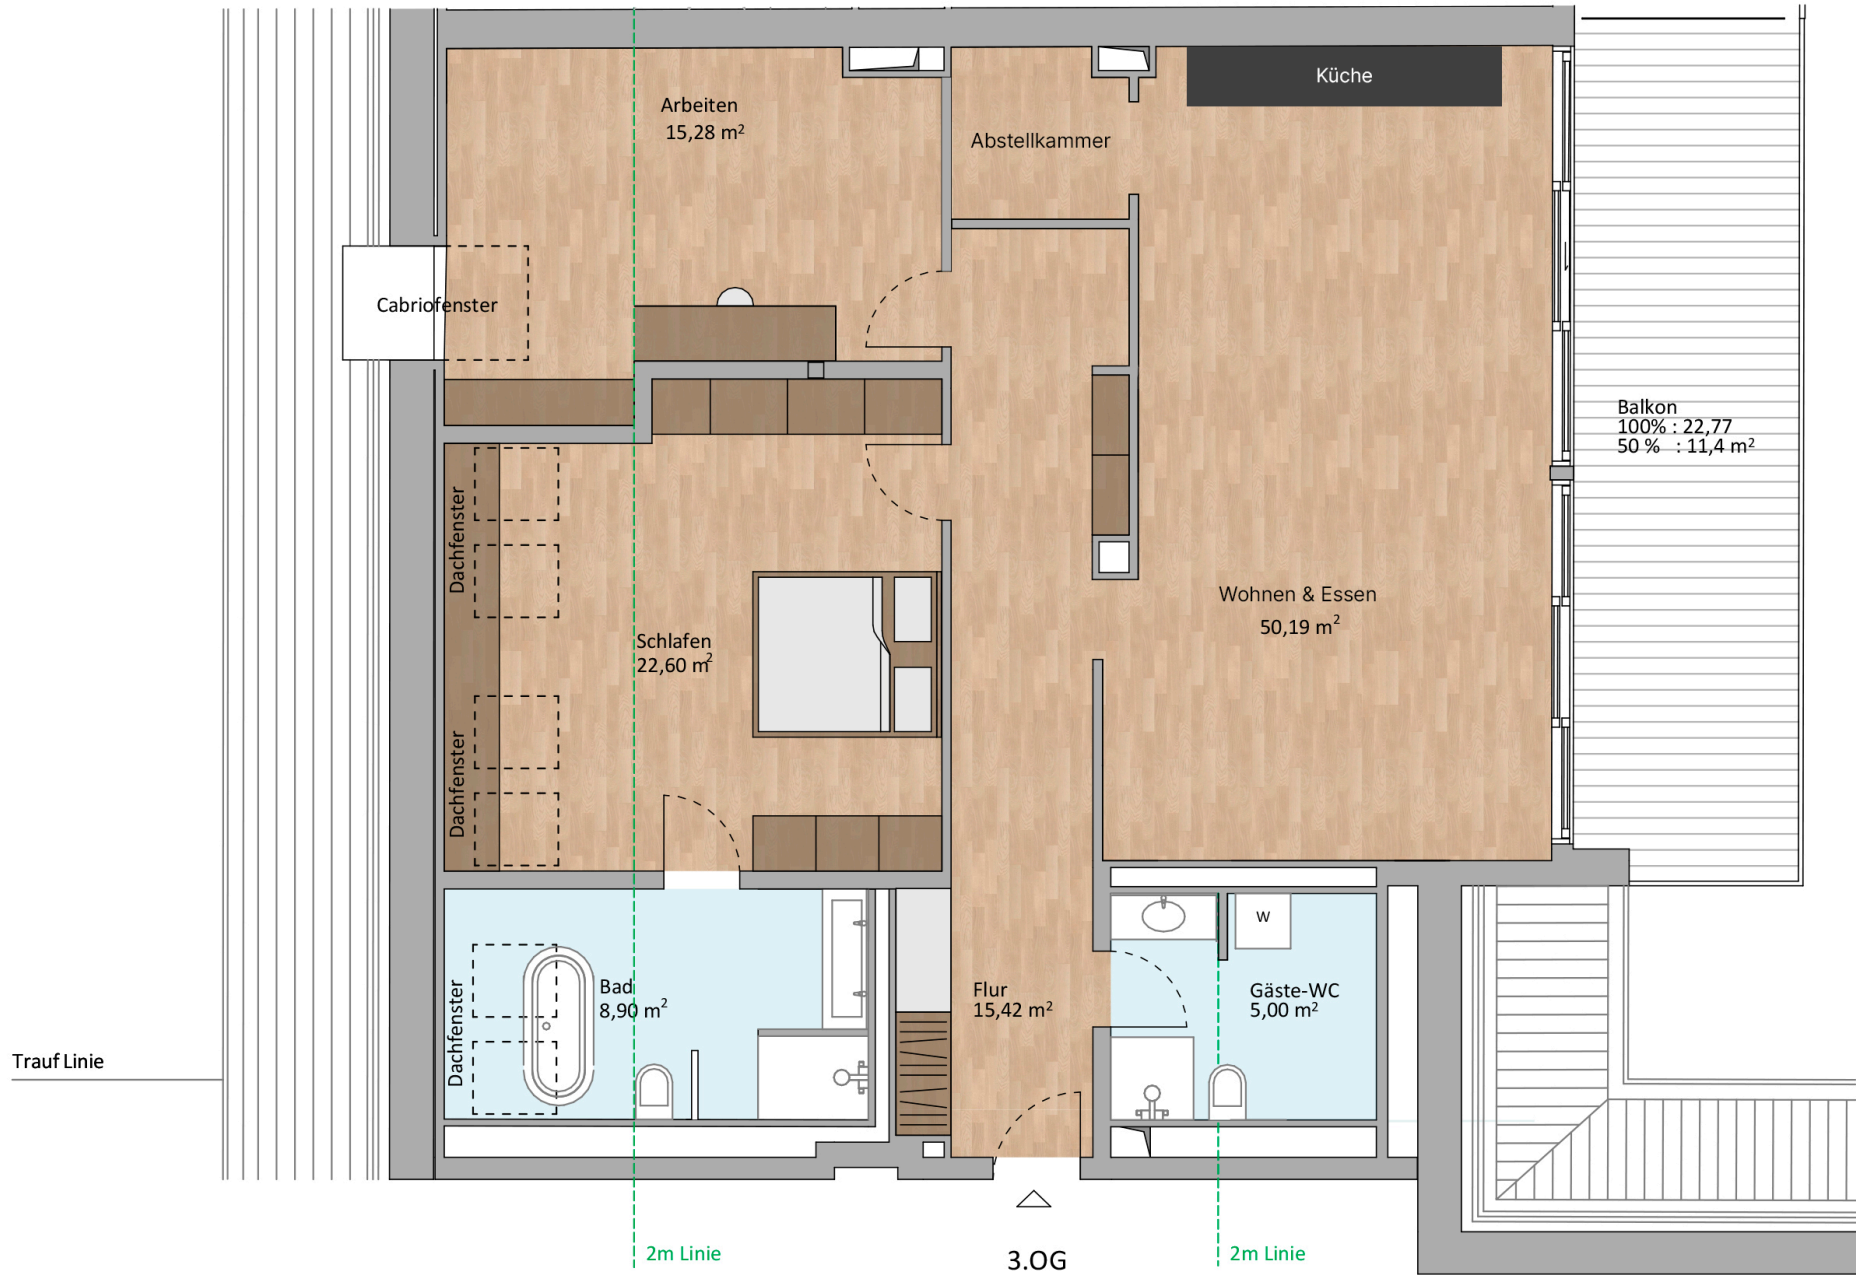 Küche
Arbeiten
15,28 m²
Abstellkammer
Cabriofenster
Balkon
100% : 22,77
50 % : 11,4 m²
Dachfenster
Wohnen & Essen
50,19 m²
Schlafen
22,60 m²
Dachfenster
W
Bad
8,90 m²
Flur
15,42 m²
Gäste-WC
5,00 m²
Dachfenster
Trauf Linie
2m Linie
3.OG
2m Linie